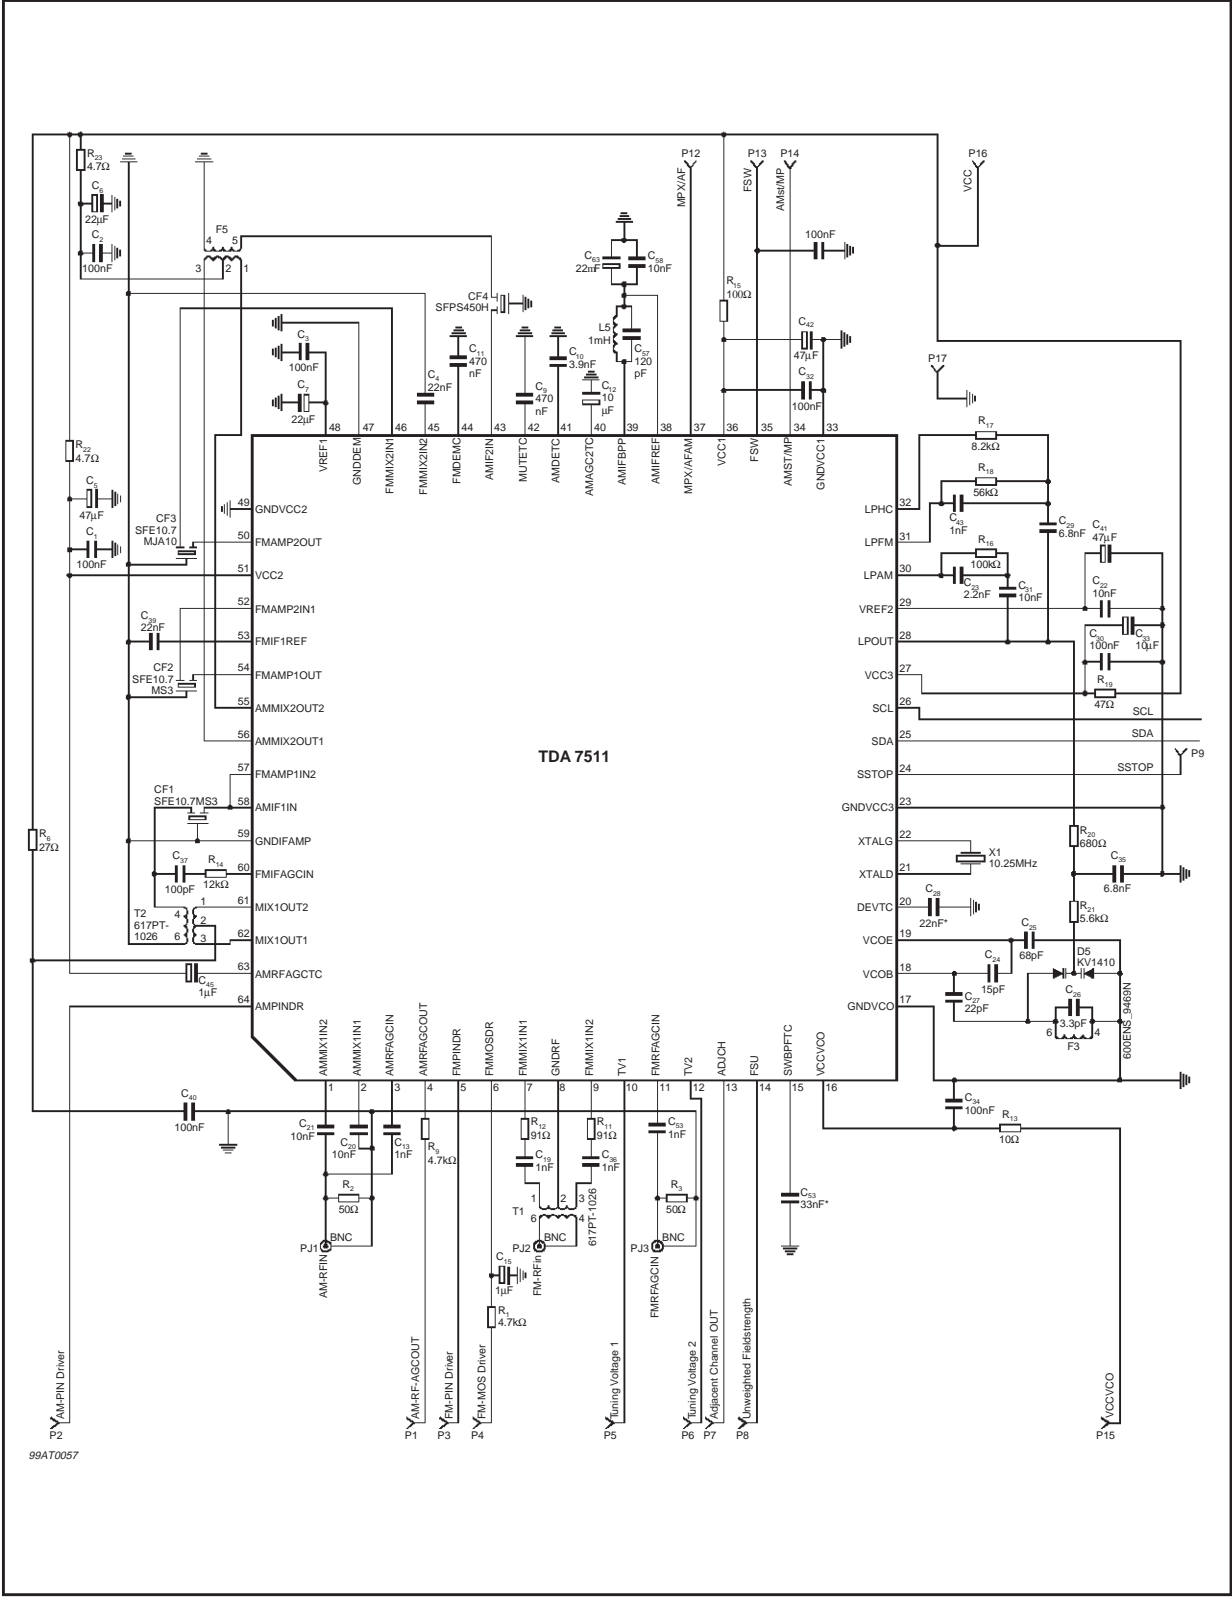 R23
4.7Ω
C6
22µF
C2
100nF
F5
4 5
3 2 1
P12
MPX/AF
P13
FSW
P14
AMst/MP
P16
VCC
100nF
C63
22mF
C58
10nF
R15
100Ω
CF4
SFPS450H
L5
1mH
C57
120
pF
C42
47µF
C32
100nF
P17
C3
100nF
C7
22µF
C4
22nF
C11
470
nF
C9
470
nF
C10
3.9nF
C12
10
µF
R17
8.2kΩ
R18
56kΩ
C43
1nF
R16
100kΩ
C23
2.2nF
C31
10nF
C29
6.8nF
C41
47µF
C22
10nF
C30
100nF
C33
10µF
R19
47Ω
R22
4.7Ω
C5
47µF
C1
100nF
CF3
SFE10.7
MJA10
C39
22nF
CF2
SFE10.7
MS3
CF1
SFE10.7MS3
R6
27Ω
C37
100pF
R14
12kΩ
T2
617PT-
1026
4 1
2
6 3
C45
1µF
48 47 46 45 44 43 42 41 40 39 38 37 36 35 34 33
VREF1
GNDDEM
FMMIX2IN1
FMMIX2IN2
FMDEMC
AMIF2IN
MUTETC
AMDETC
AMAGC2TC
AMIFBPP
AMIFREF
MPX/AFAM
VCC1
FSW
AMST/MP
GNDVCC1
49 GNDVCC2
50 FMAMP2OUT
51 VCC2
52 FMAMP2IN1
53 FMIF1REF
54 FMAMP1OUT
55 AMMIX2OUT2
56 AMMIX2OUT1
57 FMAMP1IN2
58 AMIF1IN
59 GNDIFAMP
60 FMIFAGCIN
61 MIX1OUT2
62 MIX1OUT1
63 AMRFAGCTC
64 AMPINDR
TDA 7511
LPHC 32
LPFM 31
LPAM 30
VREF2 29
LPOUT 28
VCC3 27
SCL 26
SDA 25
SSTOP 24
GNDVCC3 23
XTALG 22
XTALD 21
DEVTC 20
VCOE 19
VCOB 18
GNDVCO 17
SCL
SDA
SSTOP
P9
X1
10.25MHz
R20
680Ω
C35
6.8nF
R21
5.6kΩ
C28
22nF*
C25
68pF
C24
15pF
C27
22pF
D5
KV1410
C26
3.3pF
6 4
F3
600ENS_9469N
AMMIX1IN2
AMMIX1IN1
AMRFAGCIN
AMRFAGCOUT
FMPINDR
FMMOSDR
FMMIX1IN1
GNDRF
FMMIX1IN2
TV1
FMRFAGCIN
TV2
ADJCH
FSU
SWBPFTC
VCCVCO
1 2 3 4 5 6 7 8 9 10 11 12 13 14 15 16
C40
100nF
C21
10nF
C20
10nF
C13
1nF
R9
4.7kΩ
R12
91Ω
C19
1nF
R11
91Ω
C36
1nF
C53
1nF
C34
100nF
R13
10Ω
R2
50Ω
PJ1
BNC
AM-RFIN
T1
1 2 3
6 4
617PT-1026
PJ2
BNC
FM-RFin
R3
50Ω
PJ3
BNC
FMRFAGCIN
C53
33nF*
C15
1µF
R1
4.7kΩ
AM-PIN Driver
P2
AM-RF-AGCOUT
P1
FM-PIN Driver
P3
FM-MOS Driver
P4
Tuning Voltage 1
P5
Tuning Voltage 2
P6
Adjacent Channel OUT
P7
Unweighted Fieldstrength
P8
VCCVCO
P15
99AT0057